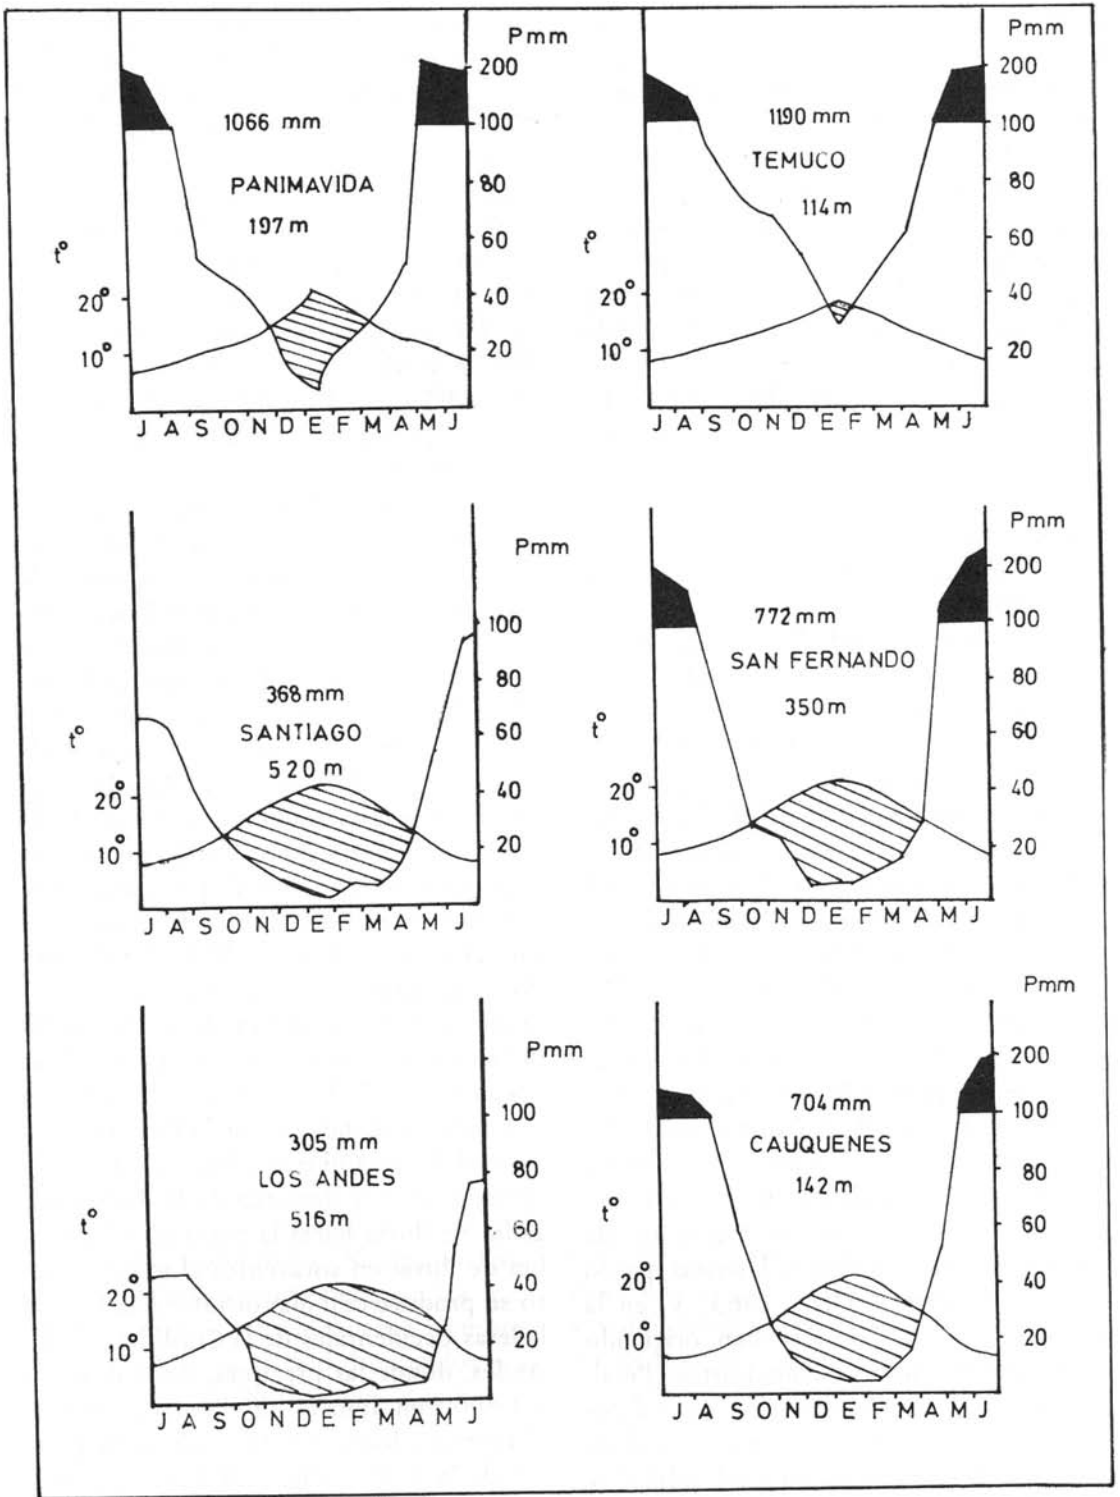 Pmm
200
1066 mm
100
PANIMAVIDA
80
197 m
60
t°
20°
40
10°
20
J A S O N D E F M A M J
Pmm
200
1190 mm
100
TEMUCO
80
114 m
60
t°
20°
40
10°
20
J A S O N D E F M A M J
Pmm
100
368 mm
80
SANTIAGO
60
t°
520 m
20°
40
10°
20
J A S O N D E F M A M J
Pmm
200
772 mm
100
SAN FERNANDO
80
350 m
60
t°
20°
40
10°
20
J A S O N D E F M A M J
Pmm
100
305 mm
80
LOS ANDES
516 m
60
t°
20°
40
10°
20
J A S O N D E F M A M J
Pmm
200
704 mm
100
CAUQUENES
80
142 m
60
t°
20°
40
10°
20
J A S O N D E F M A M J